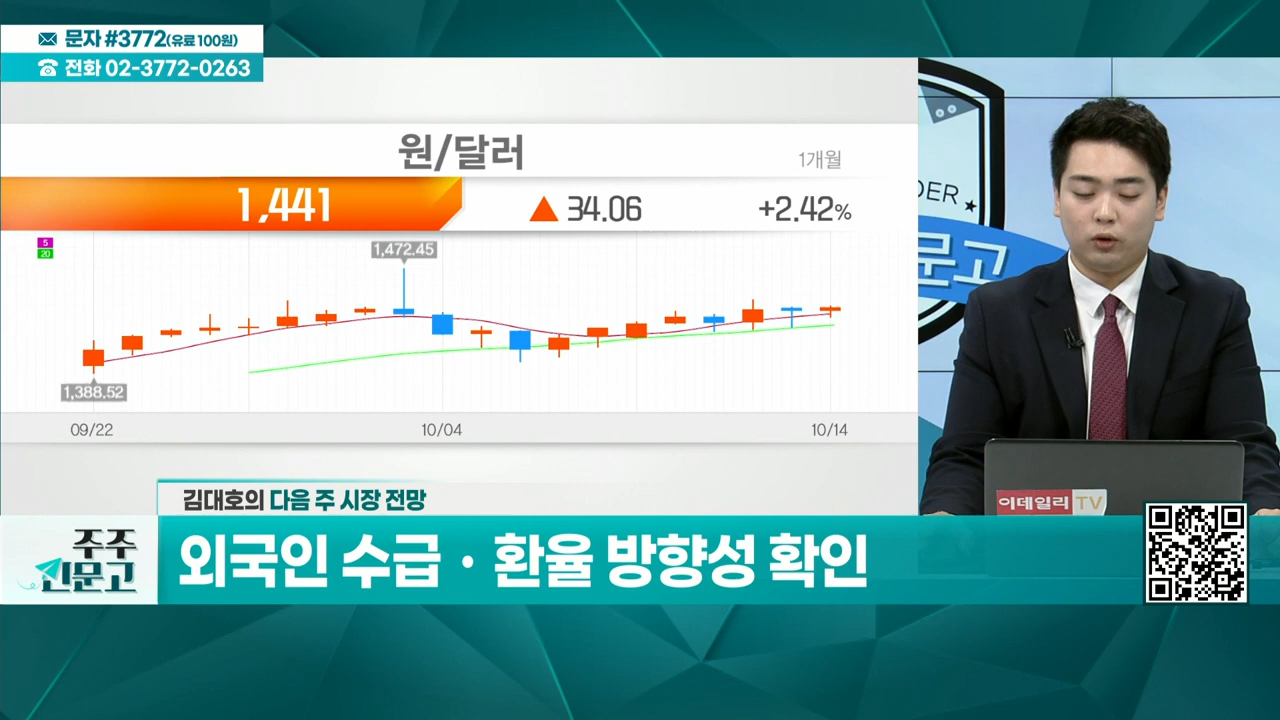 문자 #3772(유료 100원)
전화 02-3772-0263
원/달러
1개월
1,441
▲ 34.06
+2.42%
5
20
1,472.45
1,388.52
09/22
10/04
10/14
DER ★
문고
이데일리 TV
김대호의 다음 주 시장 전망
주주
신문고
외국인 수급 · 환율 방향성 확인